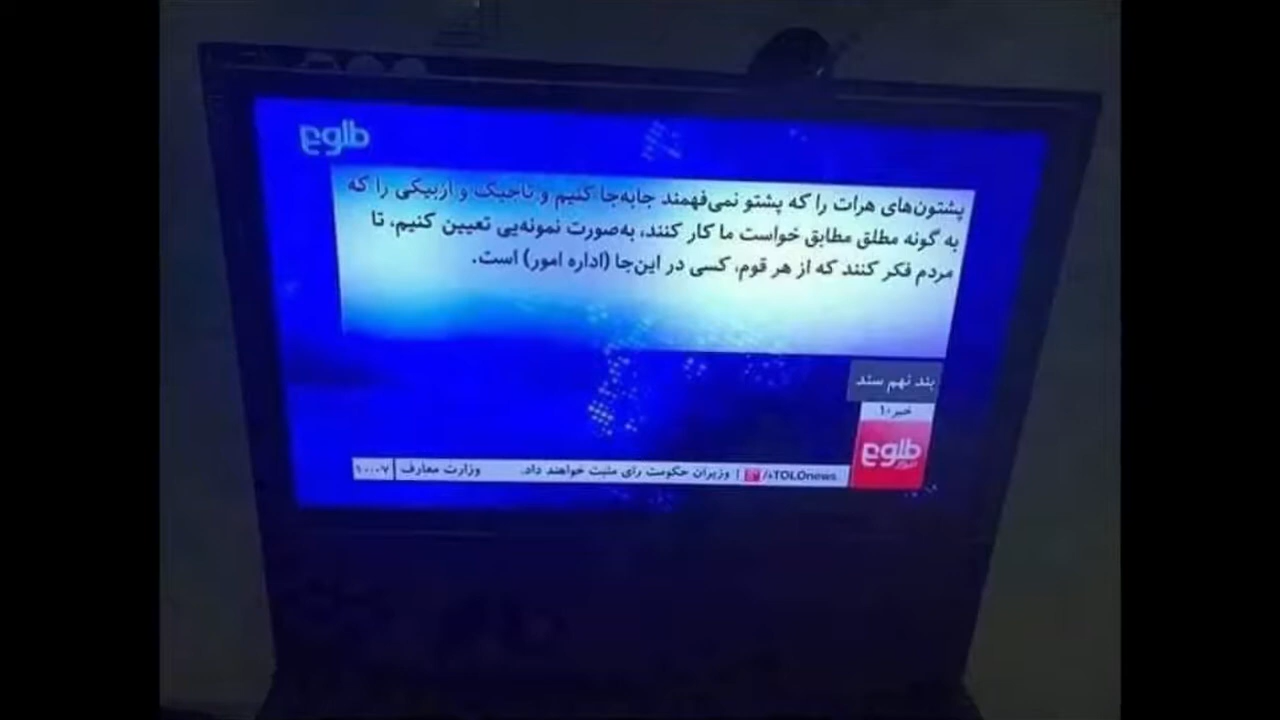 طلوع
پشتون‌های هرات را که پشتو نمی‌فهمند جابه‌جا کنیم و تاجیک و ازبیکی را که
به گونه مطلق مطابق خواست ما کار کنند، به‌صورت نمونه‌یی تعیین کنیم، تا
مردم فکر کنند که از هر قوم، کسی در این‌جا (اداره امور) است.
بند نهم سند
خبر ۱۰
طلوع
نیوز
/TOLOnews | وزیران حکومت رای مثبت خواهند داد. وزارت معارف ۱۰:۰۷